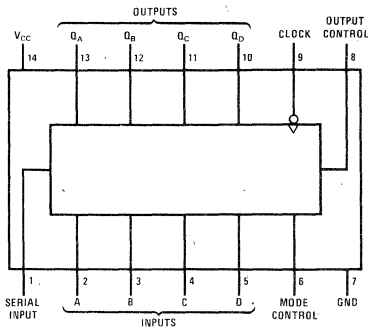 OUTPUTS
OUTPUT
CONTROL
VCC QA QB QC QD CLOCK
14 13 12 11 10 9 8
1 2 3 4 5 6 7
SERIAL
INPUT
A B C D
MODE
CONTROL
GND
INPUTS